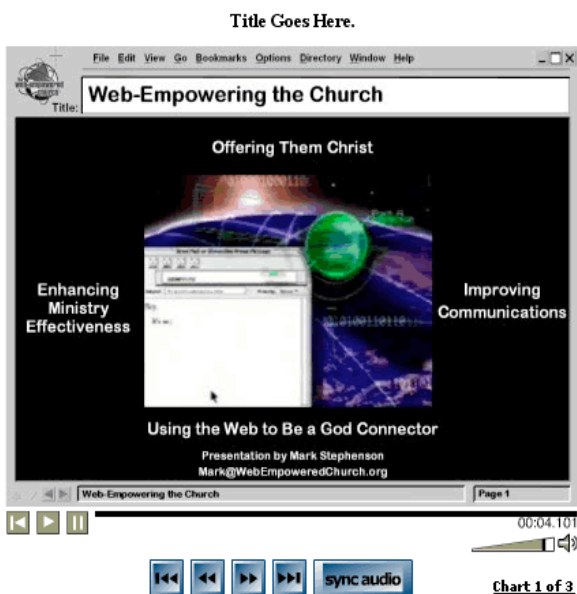 Title Goes Here.
File Edit View Go Bookmarks Options Directory Window Help
Title: Web-Empowering the Church
Offering Them Christ
Enhancing
Ministry
Effectiveness
Improving
Communications
Using the Web to Be a God Connector
Presentation by Mark Stephenson
Mark@WebEmpoweredChurch.org
Web-Empowering the Church
Page 1
00:04.101
sync audio
Chart 1 of 3